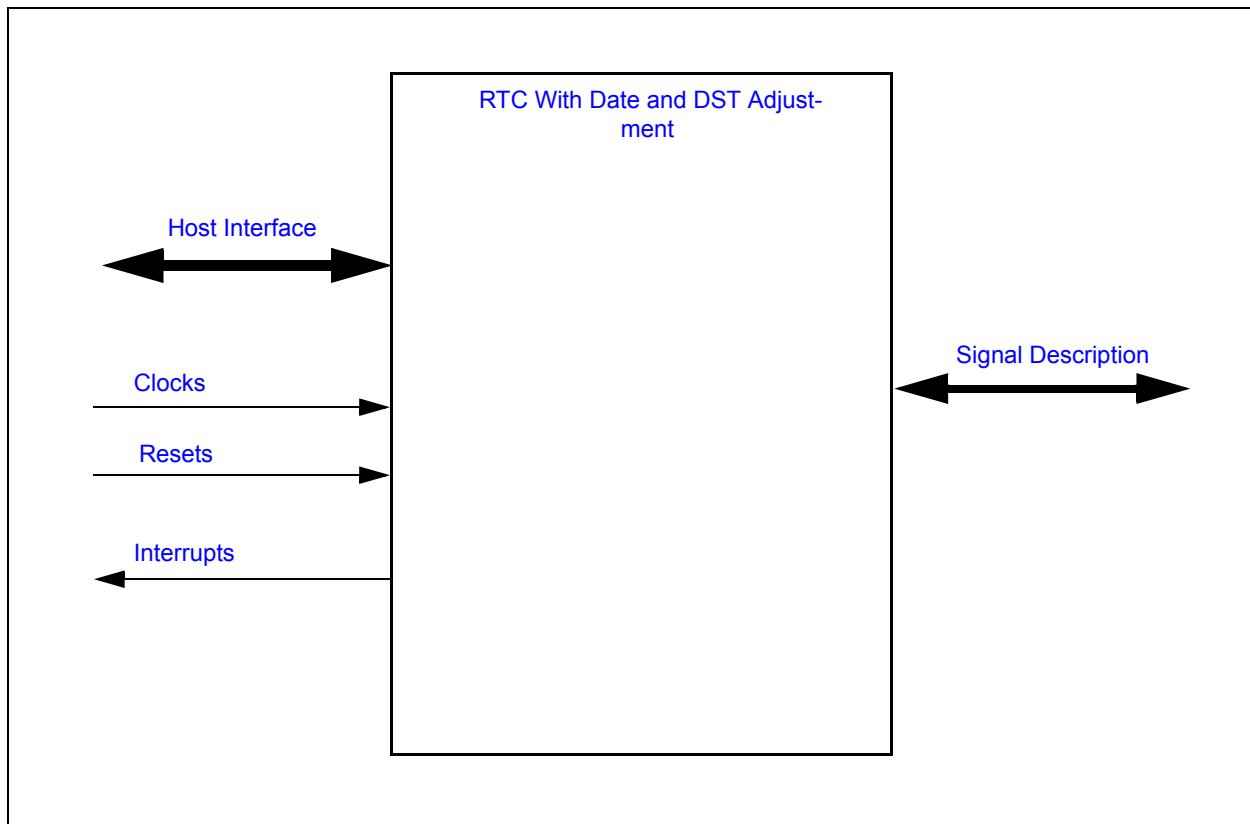 RTC With Date and DST Adjust-
ment
Host Interface
Signal Description
Clocks
Resets
Interrupts